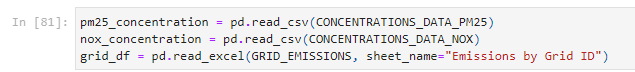 In [81]: pm25_concentration = pd.read_csv(CONCENTRATIONS_DATA_PM25)
nox_concentration = pd.read_csv(CONCENTRATIONS_DATA_NOX)
grid_df = pd.read_excel(GRID_EMISSIONS, sheet_name="Emissions by Grid ID")